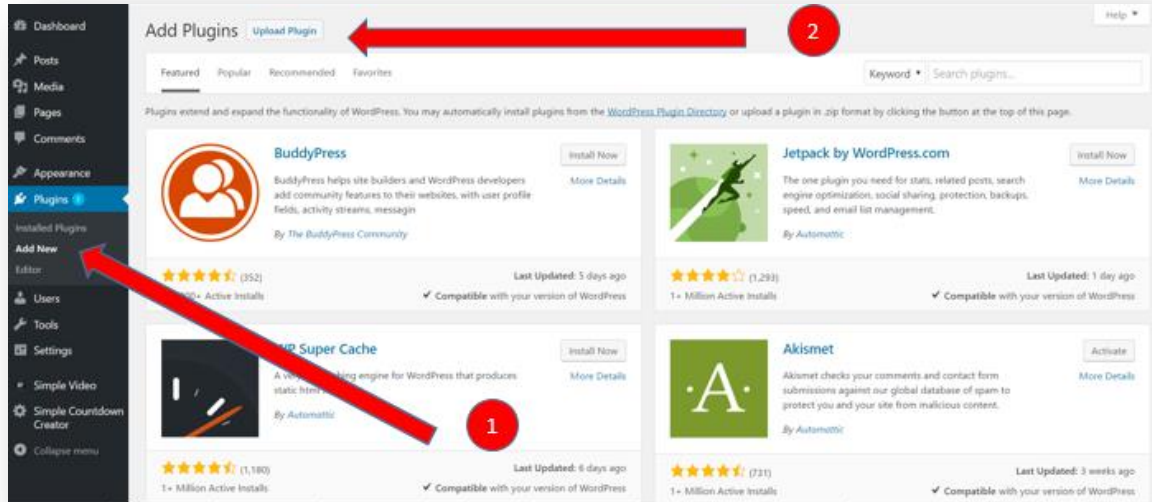 Help
Dashboard
Posts
Media
Pages
Comments
Appearance
Plugins
Installed Plugins
Add New
Editor
Users
Tools
Settings
Simple Video
Simple Countdown
Creator
Collapse menu
Add Plugins Upload Plugin
2
Featured Popular Recommended Favorites
Keyword Search plugins...
Plugins extend and expand the functionality of WordPress. You may automatically install plugins from the WordPress Plugin Directory or upload a plugin in .zip format by clicking the button at the top of this page.
BuddyPress
Install Now
More Details
BuddyPress helps site builders and WordPress developers
add community features to their websites, with user profile
fields, activity streams, messagin
By The BuddyPress Community
(352)
Last Updated: 5 days ago
Active Installs
✔ Compatible with your version of WordPress
Jetpack by WordPress.com
Install Now
More Details
The one plugin you need for stats, related posts, search
engine optimization, social sharing, protection, backups,
speed, and email list management.
By Automattic
(1,293)
Last Updated: 1 day ago
1+ Million Active Installs
✔ Compatible with your version of WordPress
Super Cache
Install Now
More Details
engine for WordPress that produces
static
By Automattic
1
(1,180)
Last Updated: 6 days ago
1+ Million Active Installs
✔ Compatible with your version of WordPress
Akismet
Activate
More Details
Akismet checks your comments and contact form
submissions against our global database of spam to
protect you and your site from malicious content.
By Automattic
·A·
(731)
Last Updated: 3 weeks ago
1+ Million Active Installs
✔ Compatible with your version of WordPress